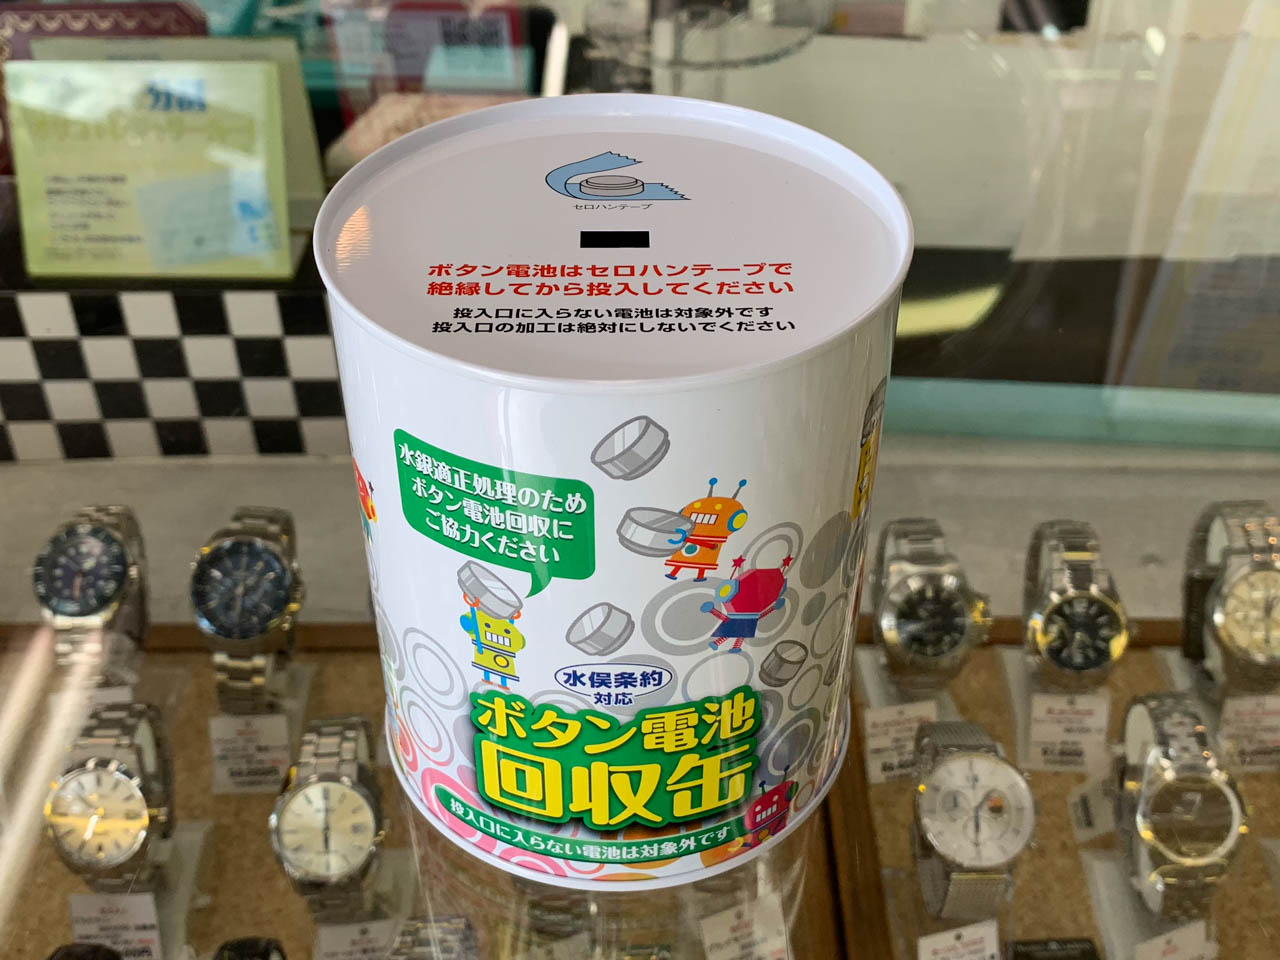 セロハンテープ
ボタン電池はセロハンテープで
絶縁してから投入してください
投入口に入らない電池は対象外です
投入口の加工は絶対にしないでください
水銀適正処理のため
ボタン電池回収に
ご協力ください
水俣条約
対応
ボタン電池
回収缶
投入口に入らない電池は対象外です